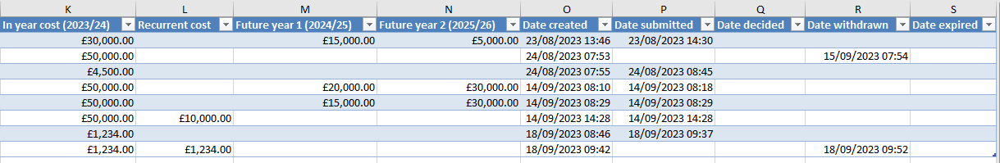 K L M N O P Q R S
In year cost (2023/24) Recurrent cost Future year 1 (2024/25) Future year 2 (2025/26) Date created Date submitted Date decided Date withdrawn Date expired
£30,000.00 £15,000.00 £5,000.00 23/08/2023 13:46 23/08/2023 14:30
£50,000.00 24/08/2023 07:53 15/09/2023 07:54
£4,500.00 24/08/2023 07:55 24/08/2023 08:45
£50,000.00 £20,000.00 £30,000.00 14/09/2023 08:10 14/09/2023 08:18
£50,000.00 £15,000.00 £30,000.00 14/09/2023 08:29 14/09/2023 08:29
£50,000.00 £10,000.00 14/09/2023 14:28 14/09/2023 14:28
£1,234.00 18/09/2023 08:46 18/09/2023 09:37
£1,234.00 £1,234.00 18/09/2023 09:42 18/09/2023 09:52